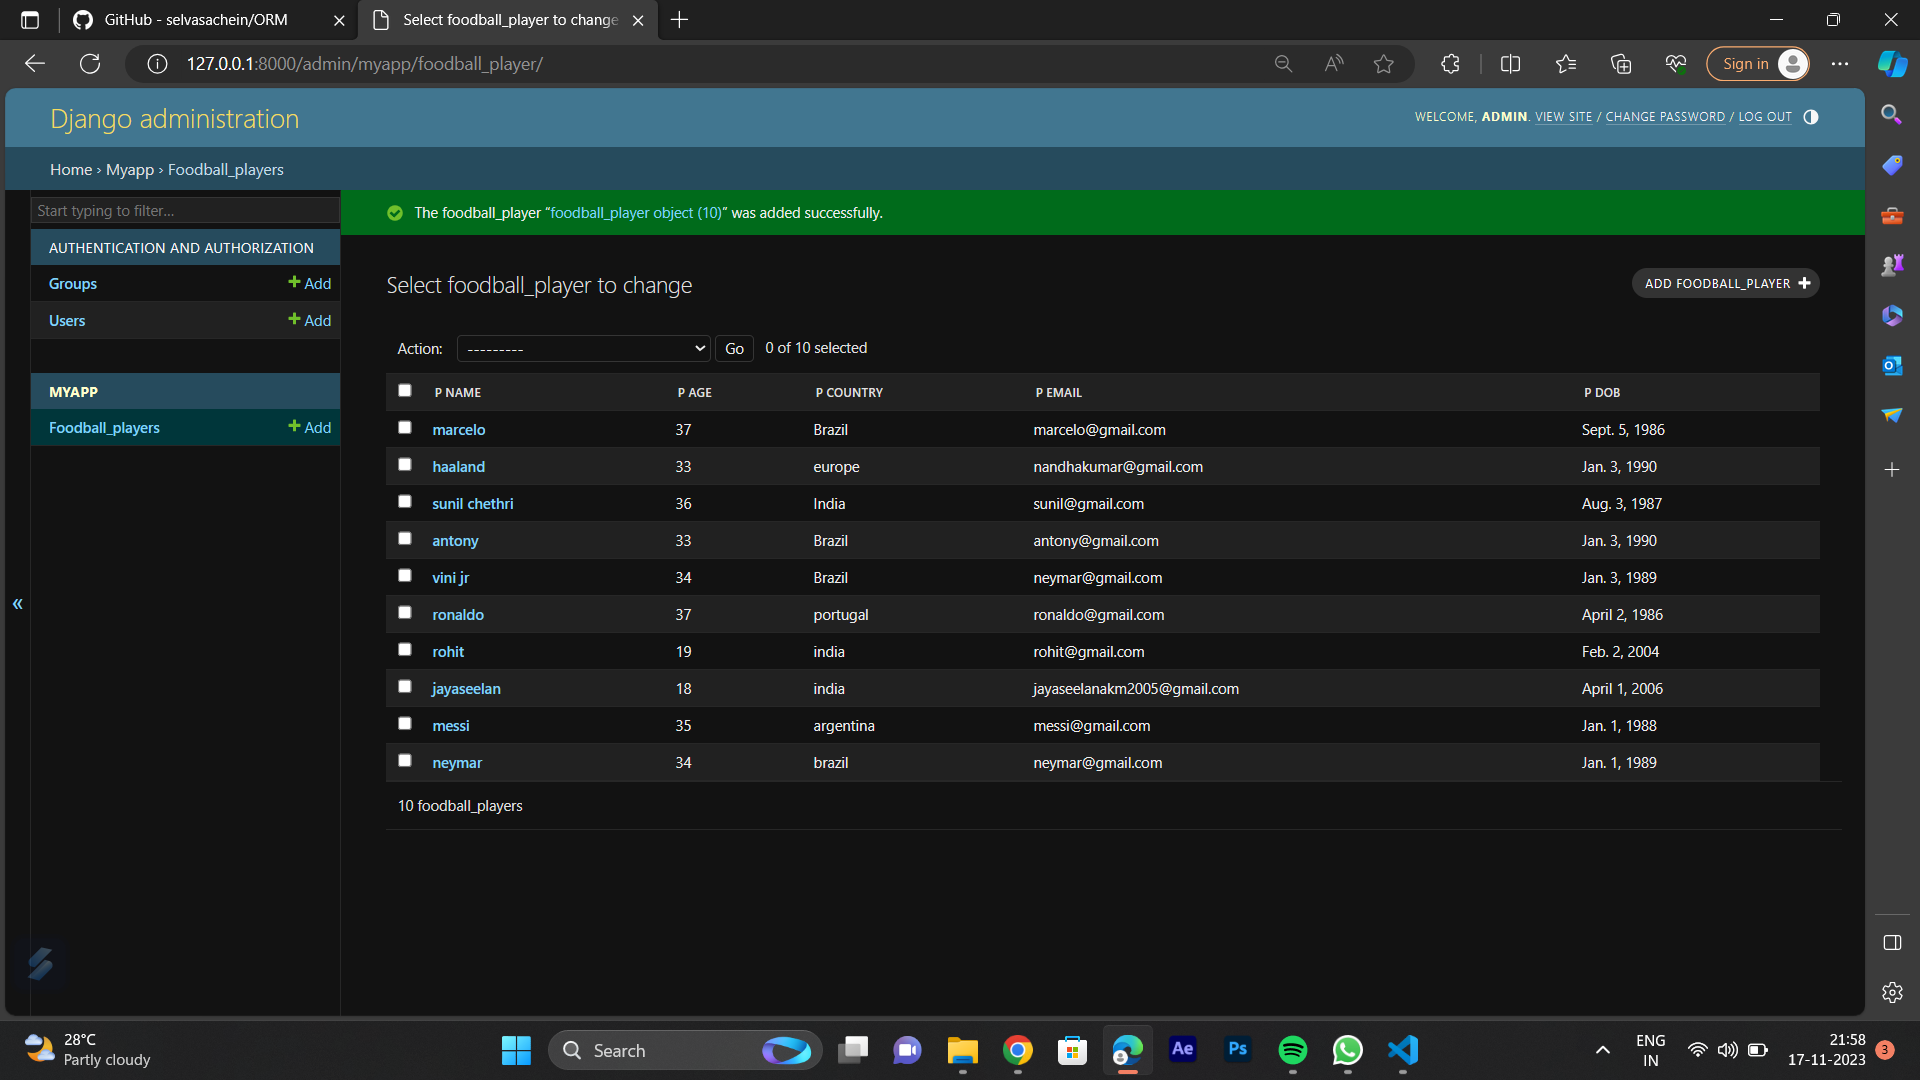 GitHub - selvasachein/ORM
Select foodball_player to change
127.0.0.1:8000/admin/myapp/foodball_player/
Sign in
Django administration
WELCOME, ADMIN. VIEW SITE / CHANGE PASSWORD / LOG OUT
Home › Myapp › Foodball_players
Start typing to filter...
The foodball_player “foodball_player object (10)” was added successfully.
AUTHENTICATION AND AUTHORIZATION
Groups + Add
Users + Add
MYAPP
Foodball_players + Add
Select foodball_player to change
ADD FOODBALL_PLAYER +
Action: --------- Go 0 of 10 selected
P NAME P AGE P COUNTRY P EMAIL P DOB
marcelo 37 Brazil marcelo@gmail.com Sept. 5, 1986
haaland 33 europe nandhakumar@gmail.com Jan. 3, 1990
sunil chethri 36 India sunil@gmail.com Aug. 3, 1987
antony 33 Brazil antony@gmail.com Jan. 3, 1990
vini jr 34 Brazil neymar@gmail.com Jan. 3, 1989
ronaldo 37 portugal ronaldo@gmail.com April 2, 1986
rohit 19 india rohit@gmail.com Feb. 2, 2004
jayaseelan 18 india jayaseelanakm2005@gmail.com April 1, 2006
messi 35 argentina messi@gmail.com Jan. 1, 1988
neymar 34 brazil neymar@gmail.com Jan. 1, 1989
10 foodball_players
«
28°C
Partly cloudy
Search
Ae
Ps
ENG
IN
21:58
17-11-2023
3